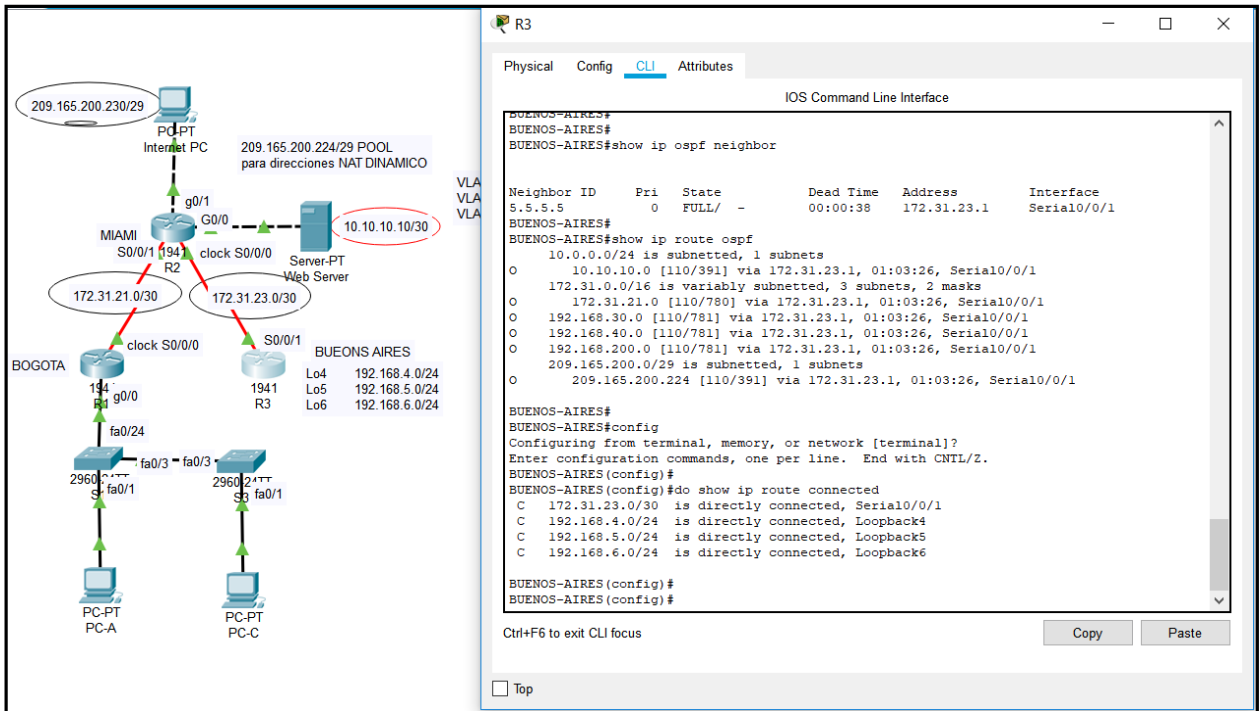 209.165.200.230/29
PC-PT
Internet PC
209.165.200.224/29 POOL
para direcciones NAT DINAMICO
VLA
VLA
VLA
g0/1
G0/0
10.10.10.10/30
MIAMI
S0/0/1
1941
clock S0/0/0
R2
Server-PT
Web Server
172.31.21.0/30
172.31.23.0/30
clock S0/0/0
S0/0/1
BUEONS AIRES
BOGOTA
Lo4 192.168.4.0/24
Lo5 192.168.5.0/24
Lo6 192.168.6.0/24
g0/0
R1
1941
R3
fa0/24
fa0/3
fa0/3
fa0/1
fa0/1
S3
PC-PT
PC-A
PC-PT
PC-C
R3
Physical Config CLI Attributes
IOS Command Line Interface
BUENOS-AIRES#
BUENOS-AIRES#
BUENOS-AIRES#show ip ospf neighbor
Neighbor ID Pri State Dead Time Address Interface
5.5.5.5 0 FULL/ - 00:00:38 172.31.23.1 Serial0/0/1
BUENOS-AIRES#
BUENOS-AIRES#show ip route ospf
10.0.0.0/24 is subnetted, 1 subnets
O 10.10.10.0 [110/391] via 172.31.23.1, 01:03:26, Serial0/0/1
172.31.0.0/16 is variably subnetted, 3 subnets, 2 masks
O 172.31.21.0 [110/780] via 172.31.23.1, 01:03:26, Serial0/0/1
O 192.168.30.0 [110/781] via 172.31.23.1, 01:03:26, Serial0/0/1
O 192.168.40.0 [110/781] via 172.31.23.1, 01:03:26, Serial0/0/1
O 192.168.200.0 [110/781] via 172.31.23.1, 01:03:26, Serial0/0/1
209.165.200.0/29 is subnetted, 1 subnets
O 209.165.200.224 [110/391] via 172.31.23.1, 01:03:26, Serial0/0/1
BUENOS-AIRES#
BUENOS-AIRES#config
Configuring from terminal, memory, or network [terminal]?
Enter configuration commands, one per line. End with CNTL/Z.
BUENOS-AIRES(config)#
BUENOS-AIRES(config)#do show ip route connected
C 172.31.23.0/30 is directly connected, Serial0/0/1
C 192.168.4.0/24 is directly connected, Loopback4
C 192.168.5.0/24 is directly connected, Loopback5
C 192.168.6.0/24 is directly connected, Loopback6
BUENOS-AIRES(config)#
BUENOS-AIRES(config)#
Ctrl+F6 to exit CLI focus
Copy
Paste
Top